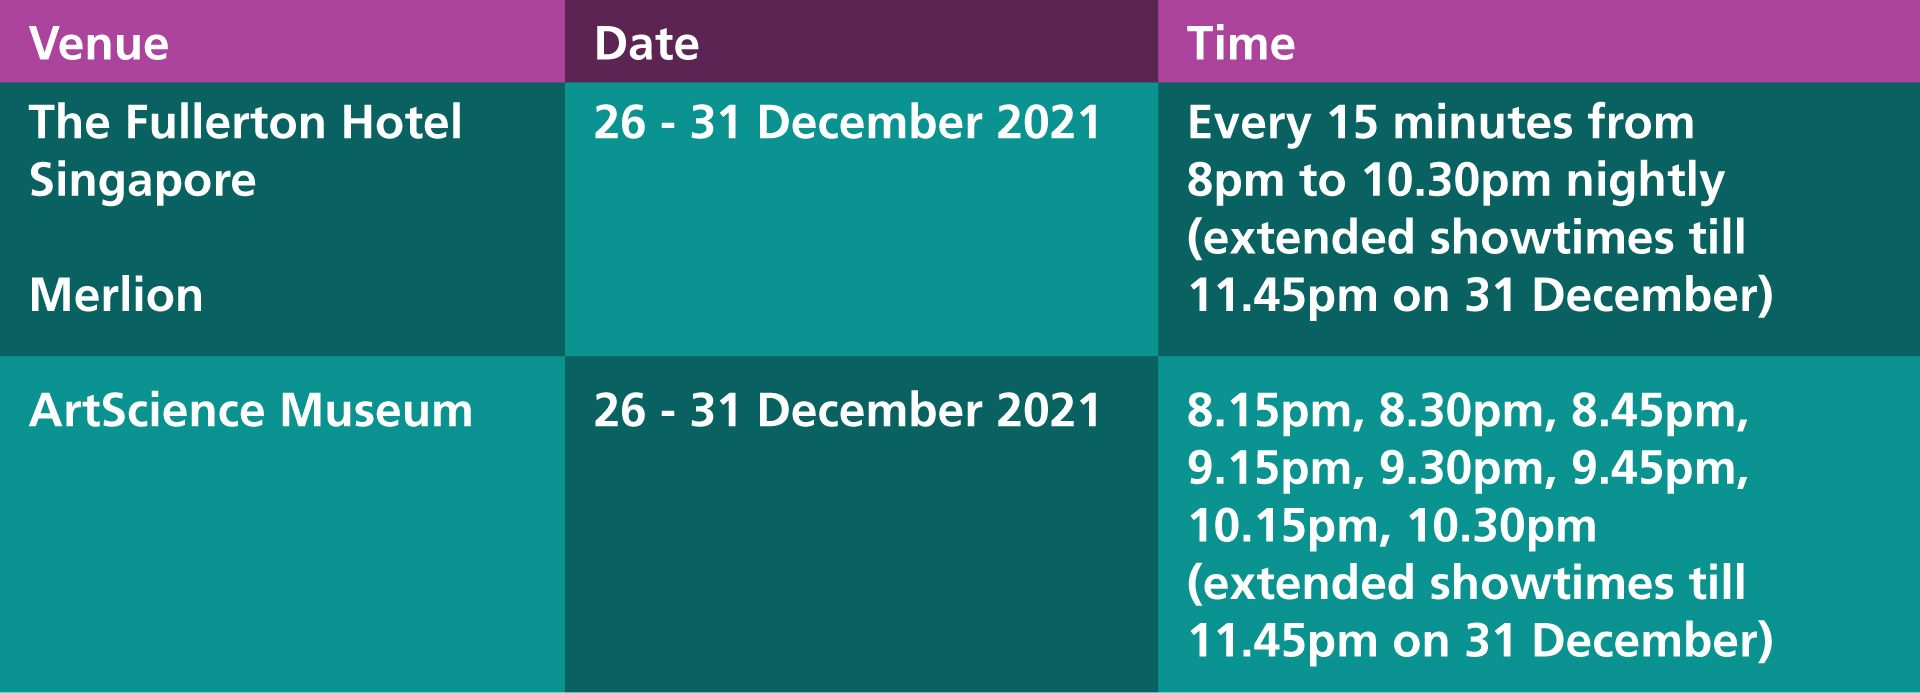 Venue
Date
Time
The Fullerton Hotel
Singapore
Merlion
26 - 31 December 2021
Every 15 minutes from
8pm to 10.30pm nightly
(extended showtimes till
11.45pm on 31 December)
ArtScience Museum
26 - 31 December 2021
8.15pm, 8.30pm, 8.45pm,
9.15pm, 9.30pm, 9.45pm,
10.15pm, 10.30pm
(extended showtimes till
11.45pm on 31 December)